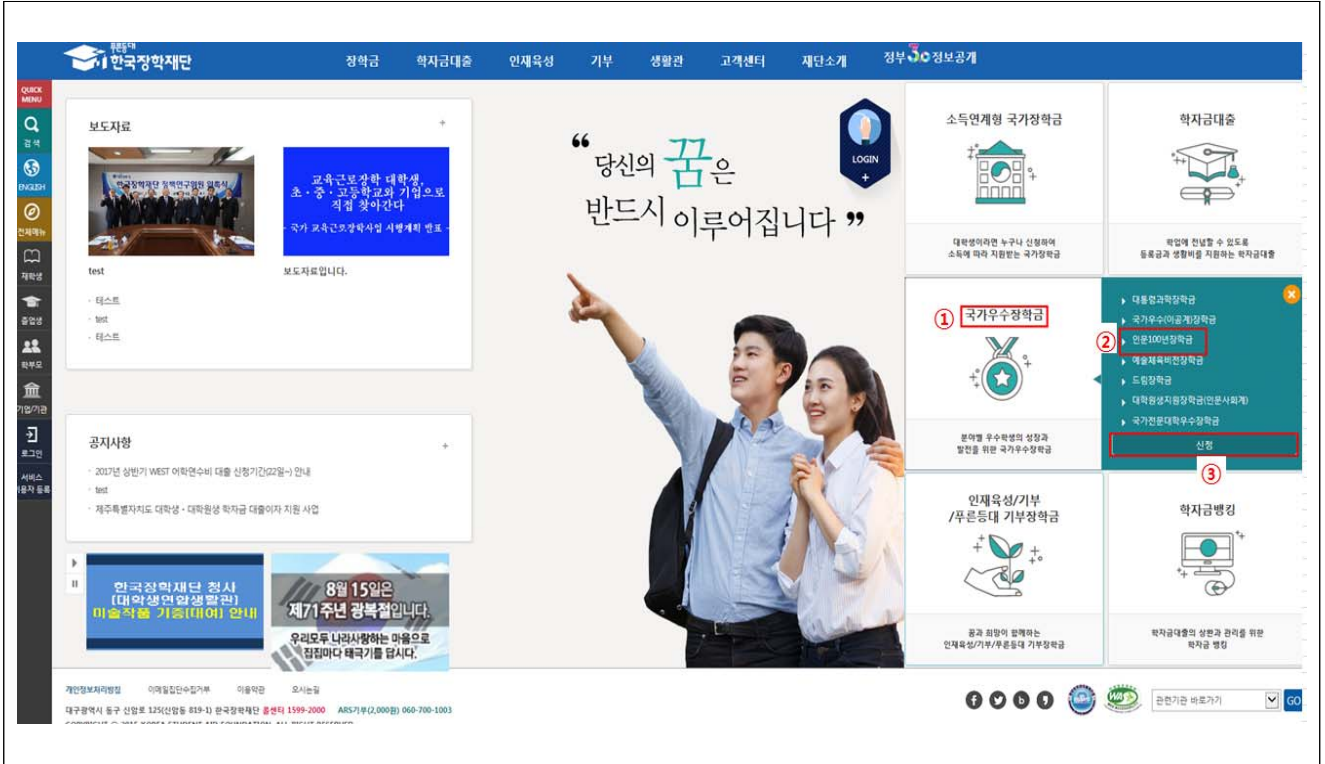 푸른등대
한국장학재단
장학금 학자금대출 인재육성 기부 생활관 고객센터 재단소개 정부3.0 정보공개
QUICK
MENU
검색
ENGLISH
전체메뉴
재학생
졸업생
학부모
기업/기관
로그인
서비스
이용자 등록
보도자료 +
한국장학재단 정책연구위원 위촉식
test
교육근로장학 대학생,
초·중·고등학교와 기업으로
직접 찾아간다
- 국가 교육근로장학사업 시행계획 발표 -
보도자료입니다.
· 테스트
· test
· 테스트
공지사항 +
· 2017년 상반기 WEST 어학연수비 대출 신청기간(22일~) 안내
· test
· 제주특별자치도 대학생·대학원생 학자금 대출이자 지원 사업
한국장학재단 청사
(대학생연합생활관)
미술작품 기증(대여) 안내
8월 15일은
제71주년 광복절입니다.
우리모두 나라사랑하는 마음으로
집집마다 태극기를 답시다.
“당신의 꿈은
반드시 이루어집니다”
LOGIN
+
소득연계형 국가장학금
대학생이라면 누구나 신청하여
소득에 따라 지원받는 국가장학금
학자금대출
학업에 전념할 수 있도록
등록금과 생활비를 지원하는 학자금대출
① 국가우수장학금
분야별 우수학생의 성장과
발전을 위한 국가우수장학금
대통령과학장학금
국가우수(이공계)장학금
② 인문100년장학금
예술체육비전장학금
드림장학금
대학원생지원장학금(인문사회계)
국가전문대학우수장학금
신청
③
인재육성/기부
/푸른등대 기부장학금
꿈과 희망이 함께하는
인재육성/기부/푸른등대 기부장학금
학자금뱅킹
학자금대출의 상환과 관리를 위한
학자금 뱅킹
개인정보처리방침 이메일집단수집거부 이용약관 오시는길
대구광역시 동구 신암로 125(신암동 819-1) 한국장학재단 콜센터 1599-2000 ARS기부(2,000원) 060-700-1003
COPYRIGHT © 2015 KOREA STUDENT AID FOUNDATION. ALL RIGHT RESERVED.
WA
관련기관 바로가기 GO